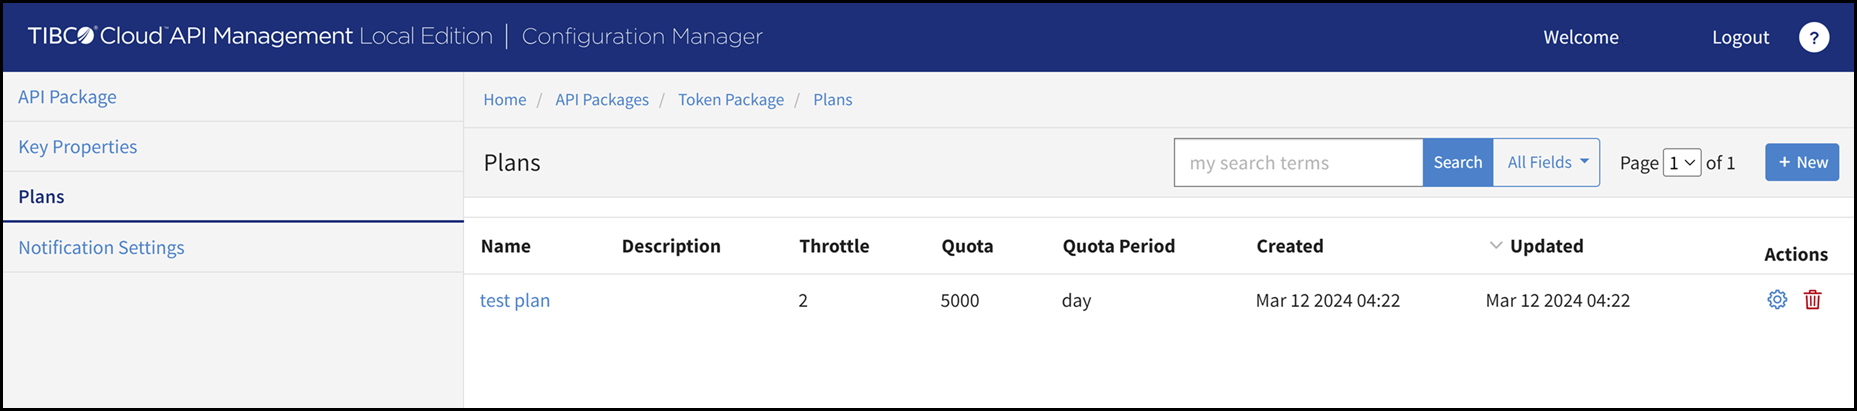 TIBCO® Cloud™ API Management Local Edition | Configuration Manager
Welcome Logout ?
API Package
Key Properties
Plans
Notification Settings
Home / API Packages / Token Package / Plans
Plans my search terms Search All Fields Page 1 of 1 + New
Name Description Throttle Quota Quota Period Created Updated Actions
test plan 2 5000 day Mar 12 2024 04:22 Mar 12 2024 04:22